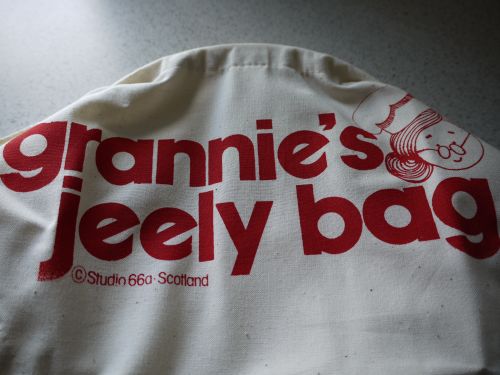 grannie's
jeely bag
© Studio 66a · Scotland